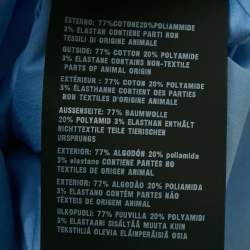 ESTERNO: 77%COTONE20%POLIAMMIDE
3% ELASTAN CONTIENE PARTI NON
TESSILI DI ORIGINE ANIMALE
OUTSIDE: 77% COTTON 20% POLYAMIDE
3% ELASTANE CONTAINS NON-TEXTILE
PARTS OF ANIMAL ORIGIN
EXTÉRIEUR : 77% COTON 20% POLYAMIDE
3% ÉLASTHANNE CONTIENT DES PARTIES
NON TEXTILES D'ORIGINE ANIMALE
AUSSENSEITE: 77% BAUMWOLLE
20% POLYAMID 3% ELASTHAN ENTHÄLT
NICHTTEXTILE TEILE TIERISCHEN
URSPRUNGS
EXTERIOR: 77% ALGODÓN 20% poliamida
3% elastane CONTIENE PARTES NO
TEXTILES DE ORIGEN ANIMAL
EXTERIOR: 77% ALGODÃO 20% poliamida
3% ELASTANO CONTÉM PARTES NÃO
TÊXTEIS DE ORIGEM ANIMAL
ULKOPUOLI: 77% PUUVILLA 20% POLYAMIDI
3% ELASTAANI SISÄLTÄÄ MUUTA KUIN
TEKSTIILIÄ OLEVIA ELÄINPERÄISIÄ OSIA